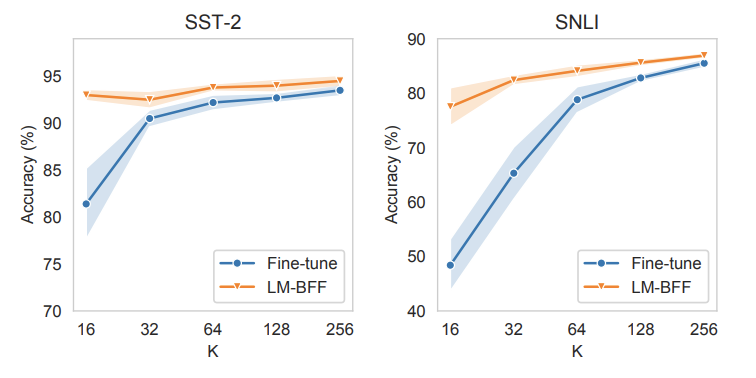 SST-2
Accuracy (%)
95
90
85
80
75
70
16 32 64 128 256
K
Fine-tune
LM-BFF
SNLI
Accuracy (%)
90
80
70
60
50
40
16 32 64 128 256
K
Fine-tune
LM-BFF